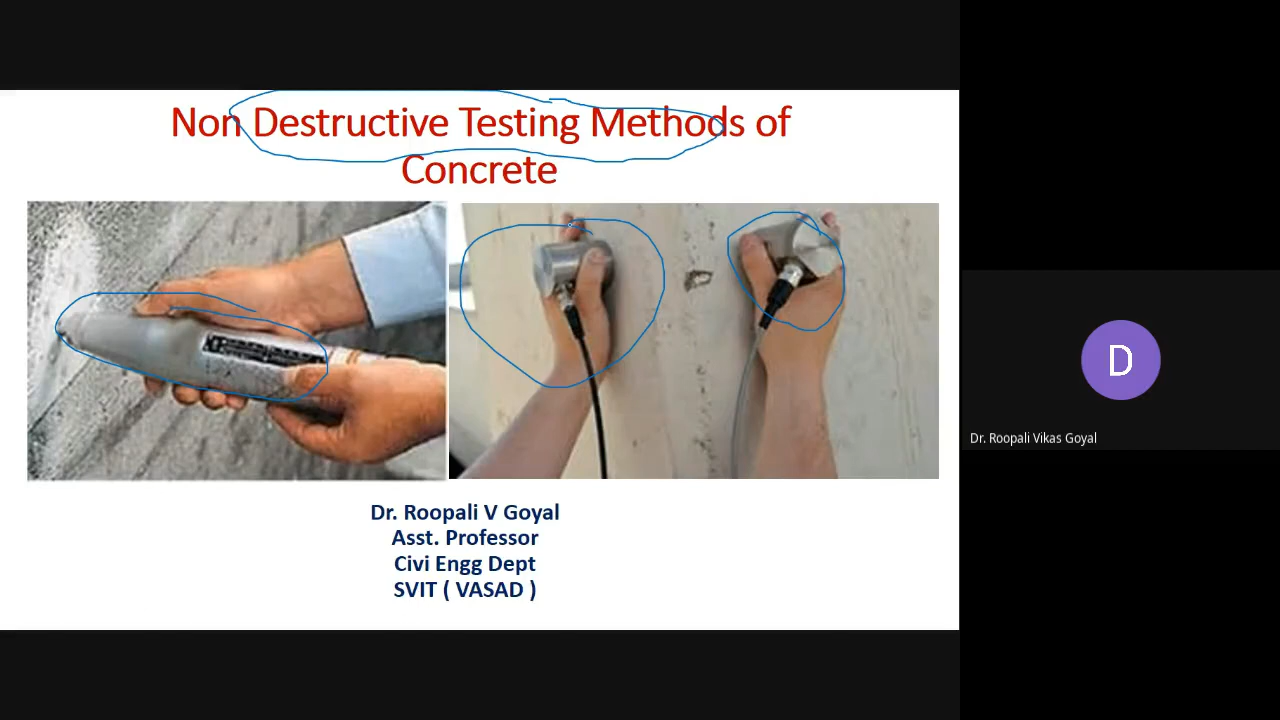 Non Destructive Testing Methods of
Concrete
Dr. Roopali V Goyal
Asst. Professor
Civi Engg Dept
SVIT ( VASAD )
D
Dr. Roopali Vikas Goyal